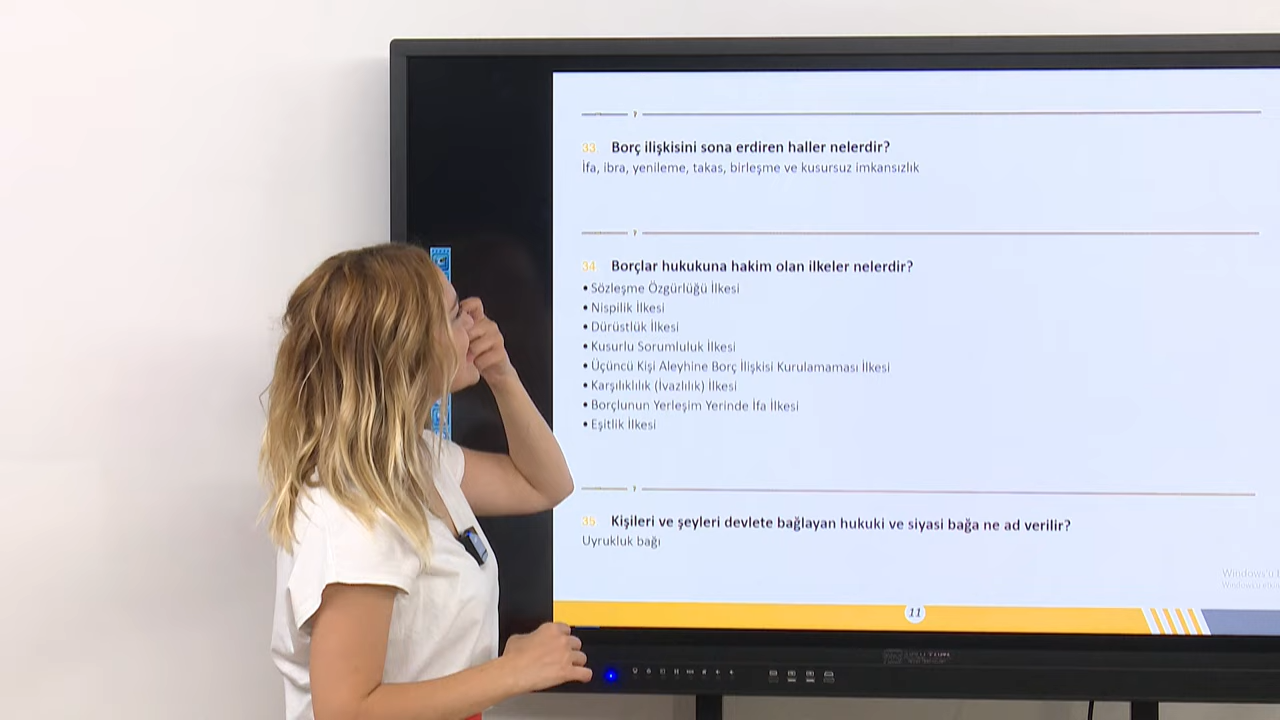 33. Borç ilişkisini sona erdiren haller nelerdir?
İfa, ibra, yenileme, takas, birleşme ve kusursuz imkansızlık
34. Borçlar hukukuna hakim olan ilkeler nelerdir?
• Sözleşme Özgürlüğü İlkesi
• Nispilik İlkesi
• Dürüstlük İlkesi
• Kusurlu Sorumluluk İlkesi
• Üçüncü Kişi Aleyhine Borç İlişkisi Kurulamaması İlkesi
• Karşılıklılık (İvazlılık) İlkesi
• Borçlunun Yerleşim Yerinde İfa İlkesi
• Eşitlik İlkesi
35. Kişileri ve şeyleri devlete bağlayan hukuki ve siyasi bağa ne ad verilir?
Uyrukluk bağı
Windows'u
11